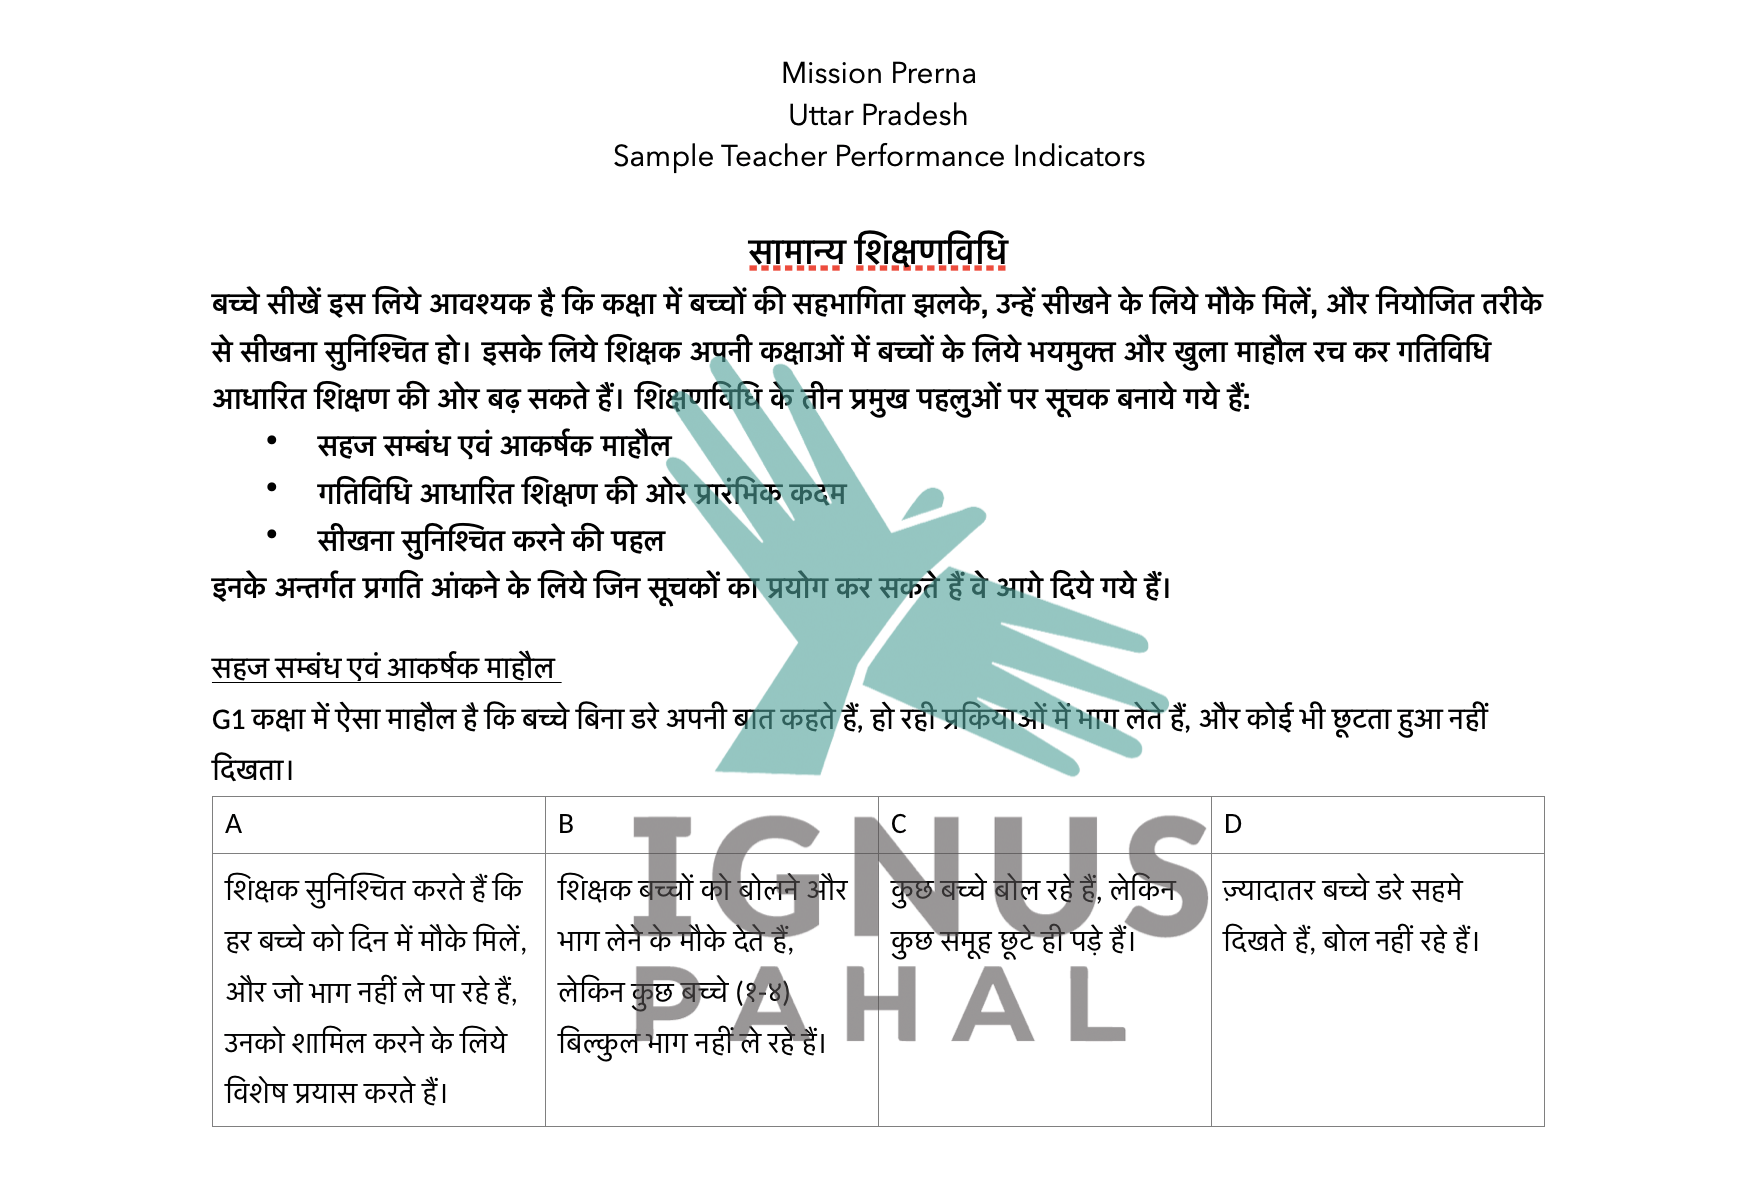 Mission Prerna
Uttar Pradesh
Sample Teacher Performance Indicators
सामान्य शिक्षणविधि
बच्चे सीखें इस लिये आवश्यक है कि कक्षा में बच्चों की सहभागिता झलके, उन्हें सीखने के लिये मौके मिलें, और नियोजित तरीके
से सीखना सुनिश्चित हो। इसके लिये शिक्षक अपनी कक्षाओं में बच्चों के लिये भयमुक्त और खुला माहौल रच कर गतिविधि
आधारित शिक्षण की ओर बढ़ सकते हैं। शिक्षणविधि के तीन प्रमुख पहलुओं पर सूचक बनाये गये हैं:
• सहज सम्बंध एवं आकर्षक माहौल
• गतिविधि आधारित शिक्षण की ओर प्रारंभिक कदम
• सीखना सुनिश्चित करने की पहल
इनके अन्तर्गत प्रगति आंकने के लिये जिन सूचकों का प्रयोग कर सकते हैं वे आगे दिये गये हैं।
सहज सम्बंध एवं आकर्षक माहौल
G1 कक्षा में ऐसा माहौल है कि बच्चे बिना डरे अपनी बात कहते हैं, हो रही प्रकियाओं में भाग लेते हैं, और कोई भी छूटता हुआ नहीं
दिखता।
A
B
C
D
शिक्षक सुनिश्चित करते हैं कि
हर बच्चे को दिन में मौके मिलें,
और जो भाग नहीं ले पा रहे हैं,
उनको शामिल करने के लिये
विशेष प्रयास करते हैं।
शिक्षक बच्चों को बोलने और
भाग लेने के मौके देते हैं,
लेकिन कुछ बच्चे (१-४)
बिल्कुल भाग नहीं ले रहे हैं।
कुछ बच्चे बोल रहे हैं, लेकिन
कुछ समूह छूटे ही पड़े हैं।
ज़्यादातर बच्चे डरे सहमे
दिखते हैं, बोल नहीं रहे हैं।
IGNUS
PAHAL